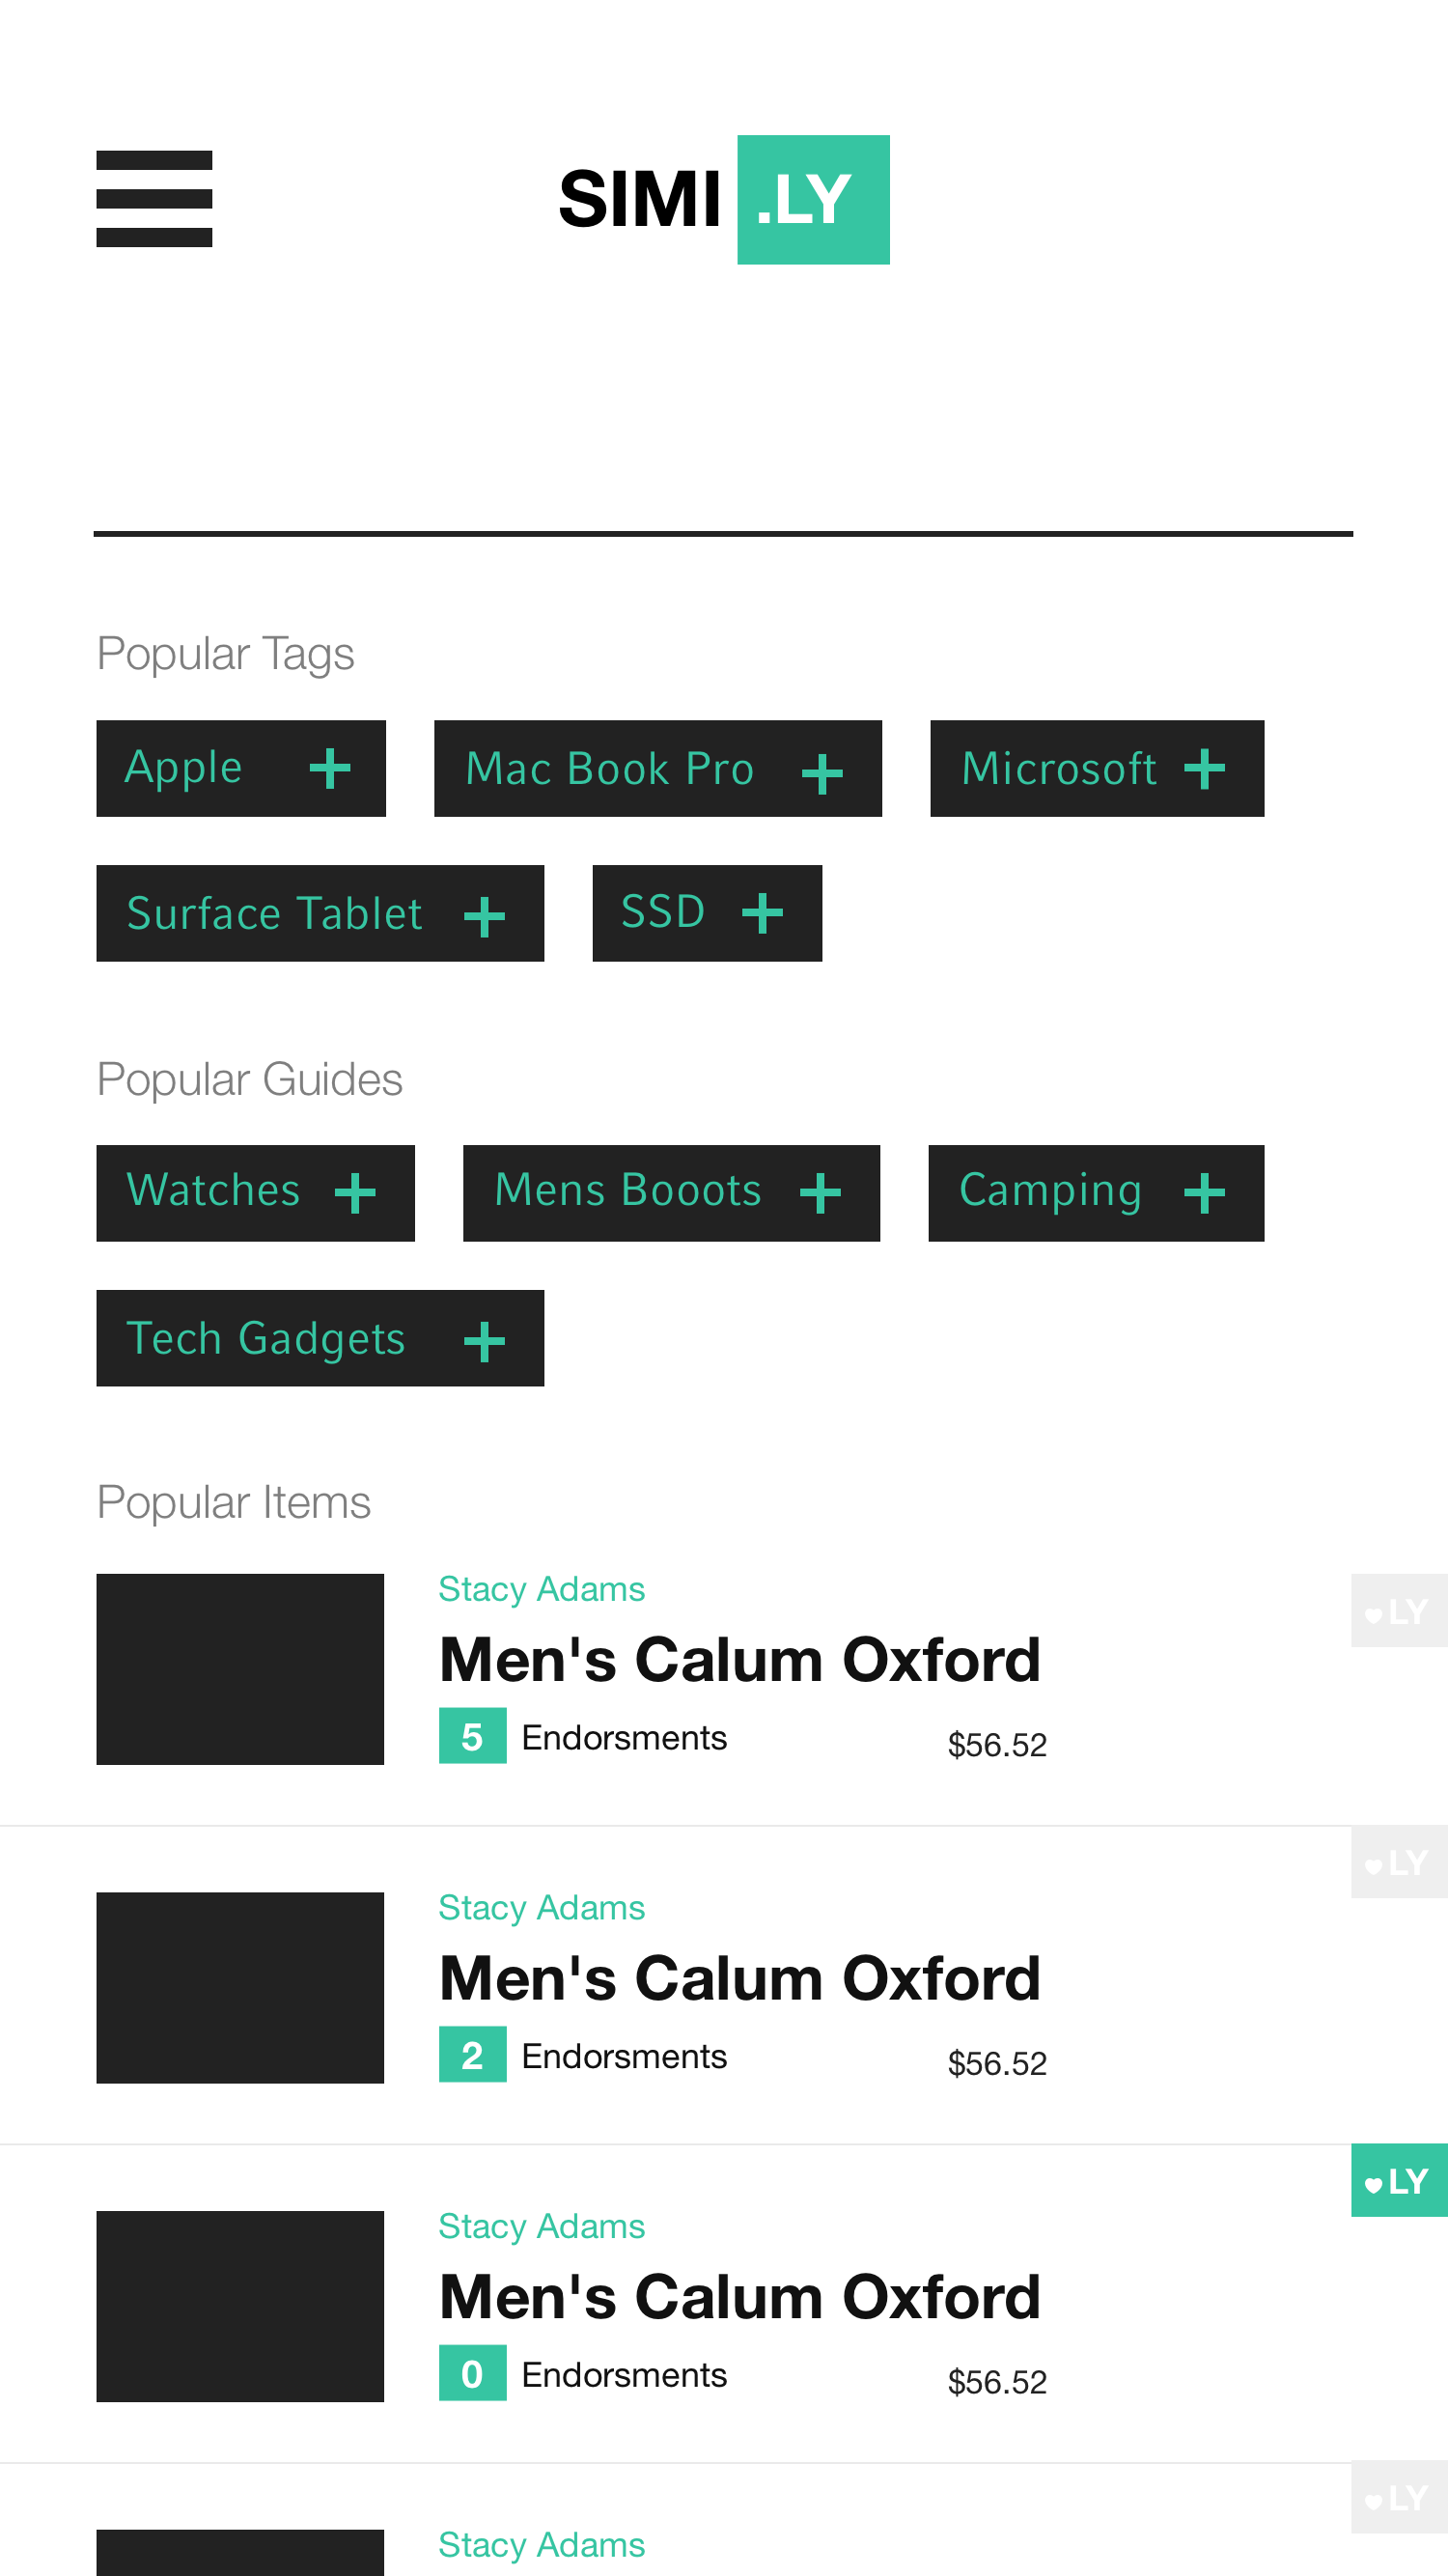 SIMI .LY
Popular Tags
Apple + Mac Book Pro + Microsoft +
Surface Tablet + SSD +
Popular Guides
Watches + Mens Booots + Camping +
Tech Gadgets +
Popular Items
Stacy Adams
LY
Men's Calum Oxford
5 Endorsments $56.52
LY
Stacy Adams
Men's Calum Oxford
2 Endorsments $56.52
LY
Stacy Adams
Men's Calum Oxford
0 Endorsments $56.52
LY
Stacy Adams